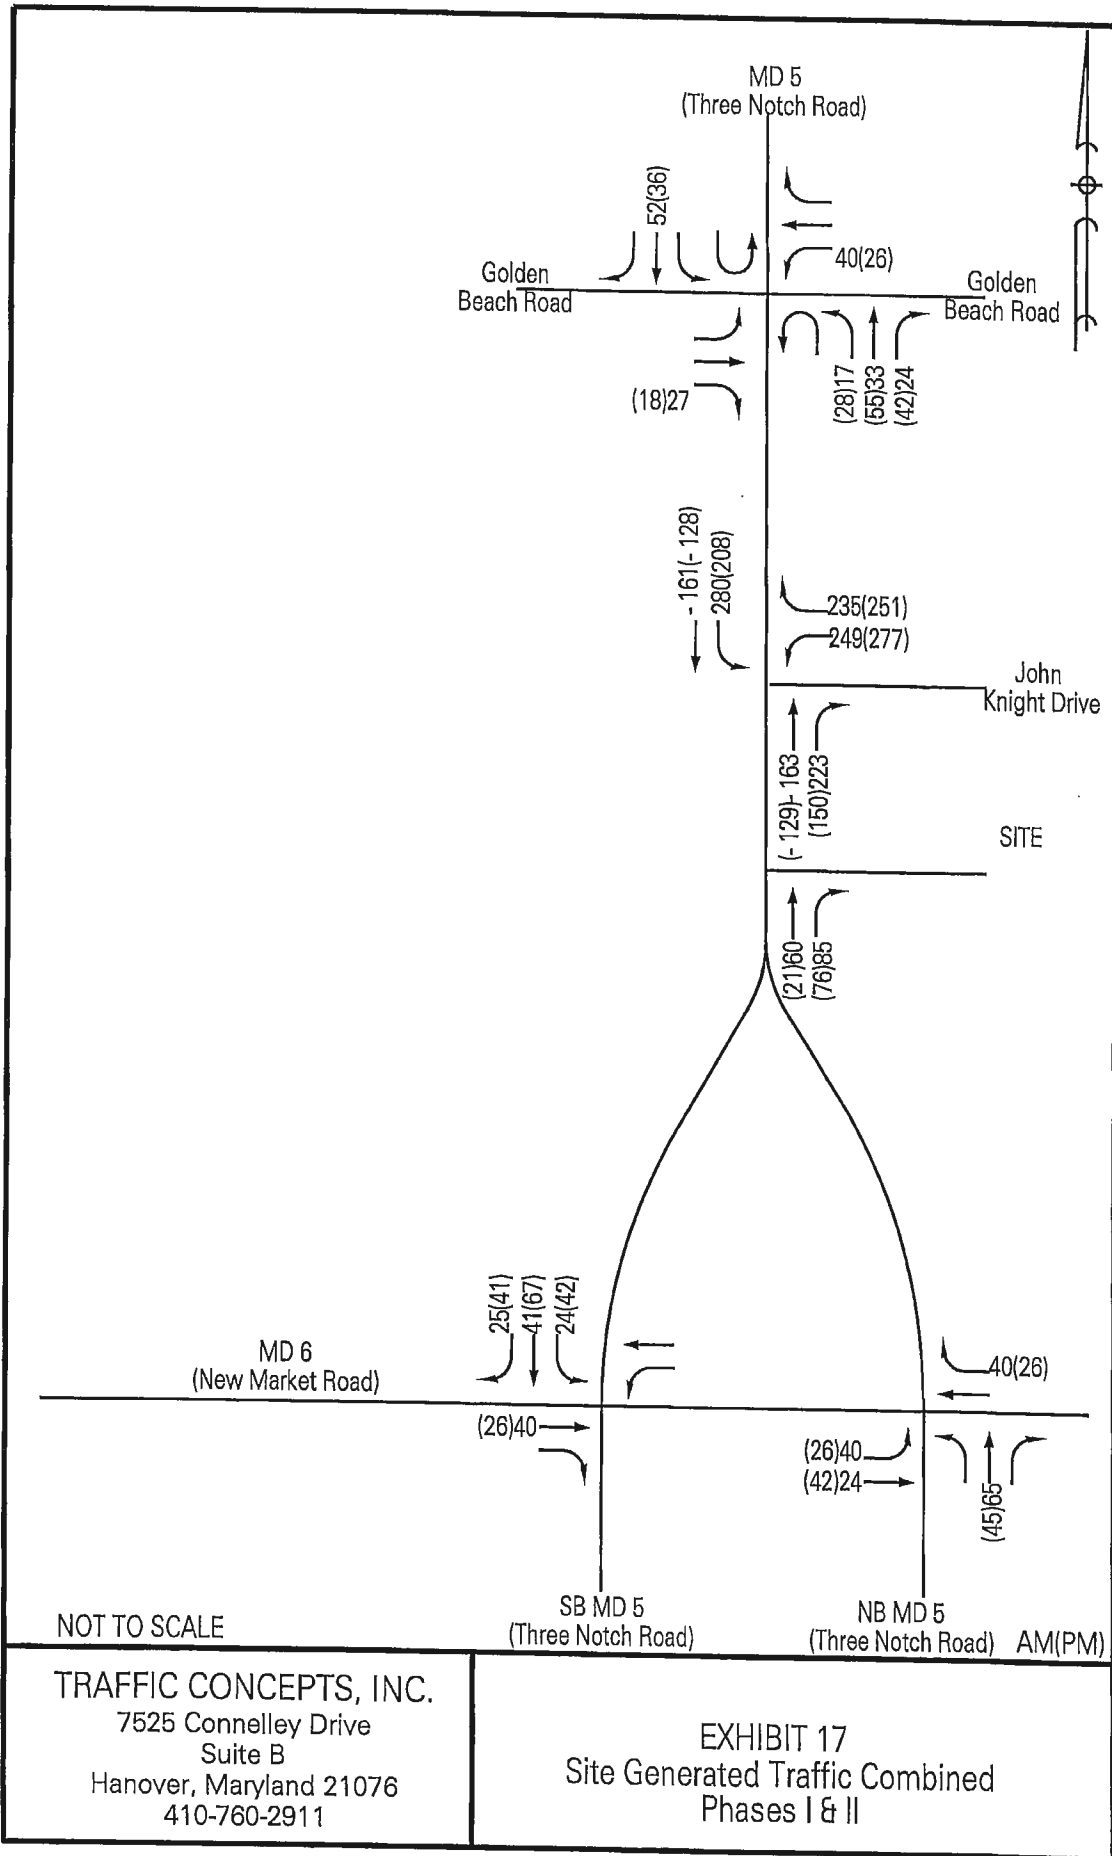 MD 5
(Three Notch Road)
52(36)
40(26)
Golden
Beach Road
Golden
Beach Road
(18)27
(28)17
(55)33
(42)24
- 161(- 128)
280(208)
235(251)
249(277)
John
Knight Drive
(- 129)- 163
(150)223
SITE
(21)60
(76)85
25(41)
41(67)
24(42)
MD 6
(New Market Road)
40(26)
(26)40
(26)40
(42)24
(45)65
SB MD 5
(Three Notch Road)
NB MD 5
(Three Notch Road)
AM(PM)
NOT TO SCALE
TRAFFIC CONCEPTS, INC.
7525 Connelley Drive
Suite B
Hanover, Maryland 21076
410-760-2911
EXHIBIT 17
Site Generated Traffic Combined
Phases I & II